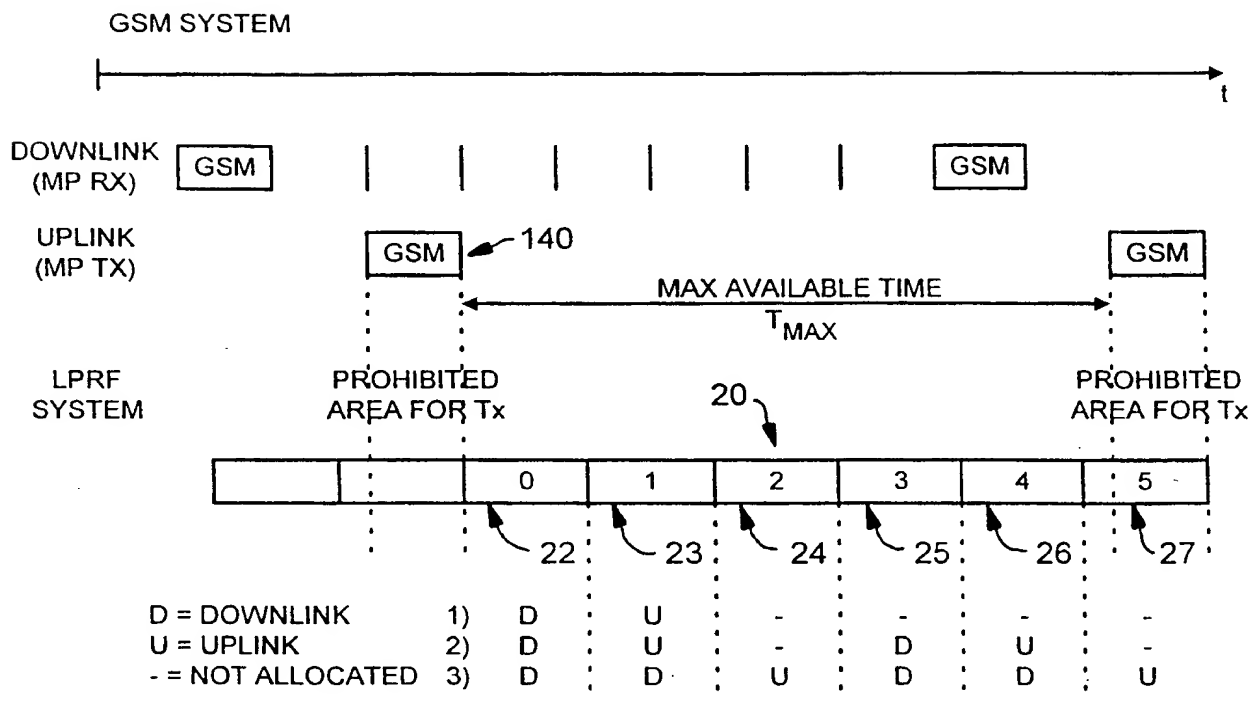 GSM SYSTEM
t
DOWNLINK
(MP RX)
GSM
GSM
UPLINK
(MP TX)
GSM
140
GSM
MAX AVAILABLE TIME
TMAX
LPRF
SYSTEM
PROHIBITED
AREA FOR Tx
20
PROHIBITED
AREA FOR Tx
0 1 2 3 4 5
22 23 24 25 26 27
D = DOWNLINK 1) D U - - - -
U = UPLINK 2) D U - D U -
- = NOT ALLOCATED 3) D D U D D U